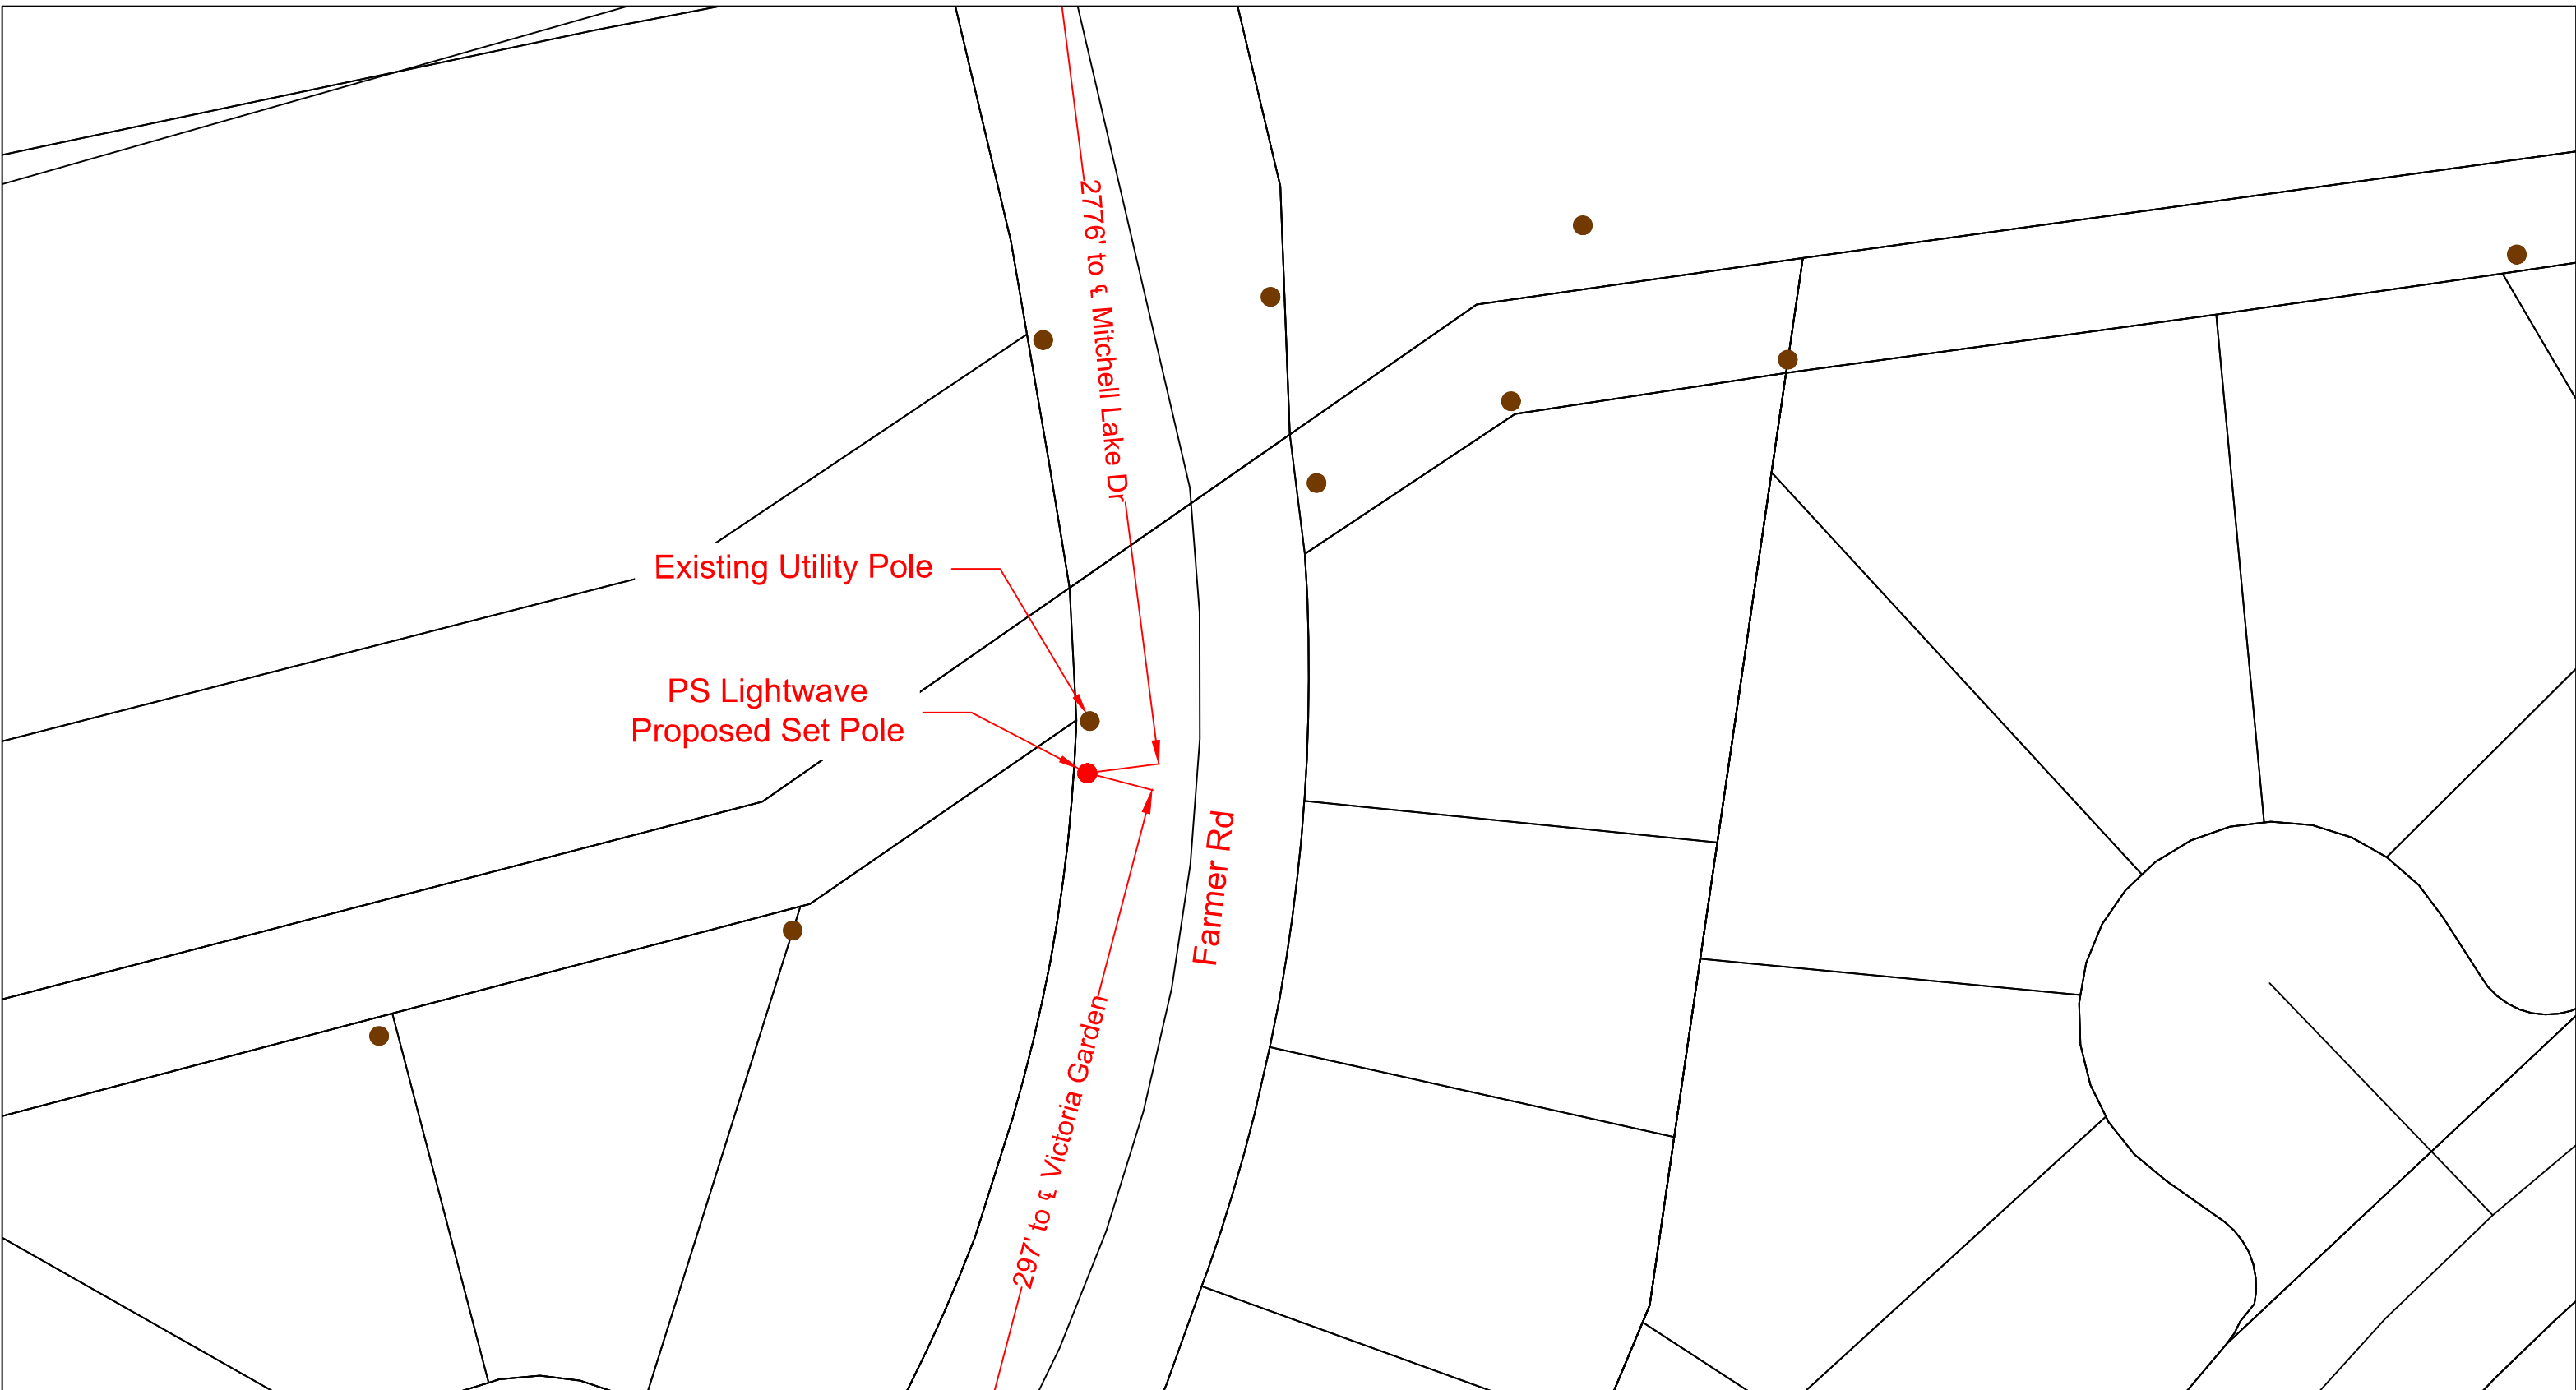 2776' to ℄ Mitchell Lake Dr
Existing Utility Pole
PS Lightwave
Proposed Set Pole
Farmer Rd
297' to ℄ Victoria Garden